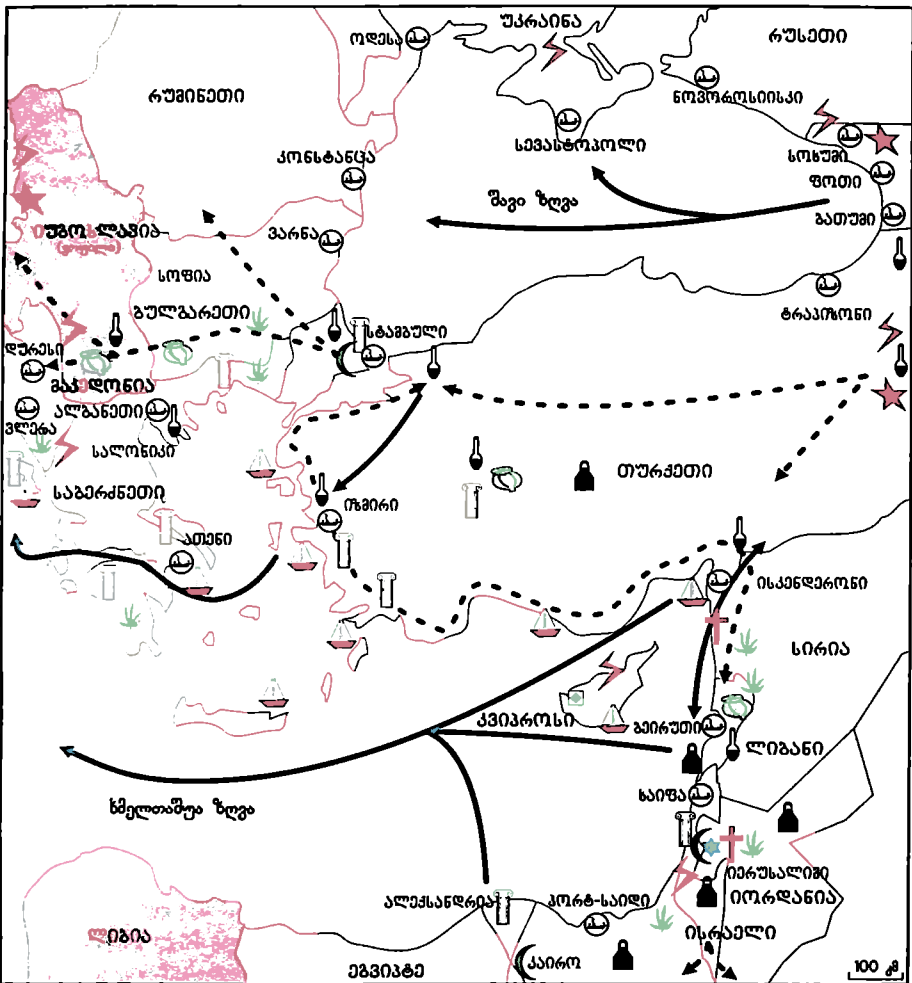 უკრაინა
ოდესა
რუსეთი
რუმინეთი
ნოვოროსიისკი
სევასტოპოლი
სოხუმი
კონსტანცა
ფოთი
შავი ზღვა
ბათუმი
ვარნა
სოფია
ბულგარეთი
ტრაპიზონი
სტამბული
დურესი
მაკედონია
ალბანეთი
ვლერა
სალონიკი
თურქეთი
საბერძნეთი
იზმირი
ათენი
ისკენდერონი
სირია
კვიპროსი
ბეირუთი
ლიბანი
ხაიფა
ხმელთაშუა ზღვა
იერუსალიმი
ალექსანდრია
პორტ-საიდი
იორდანია
ლიბია
ისრაელი
ეგვიპტე
კაირო
100 კმ